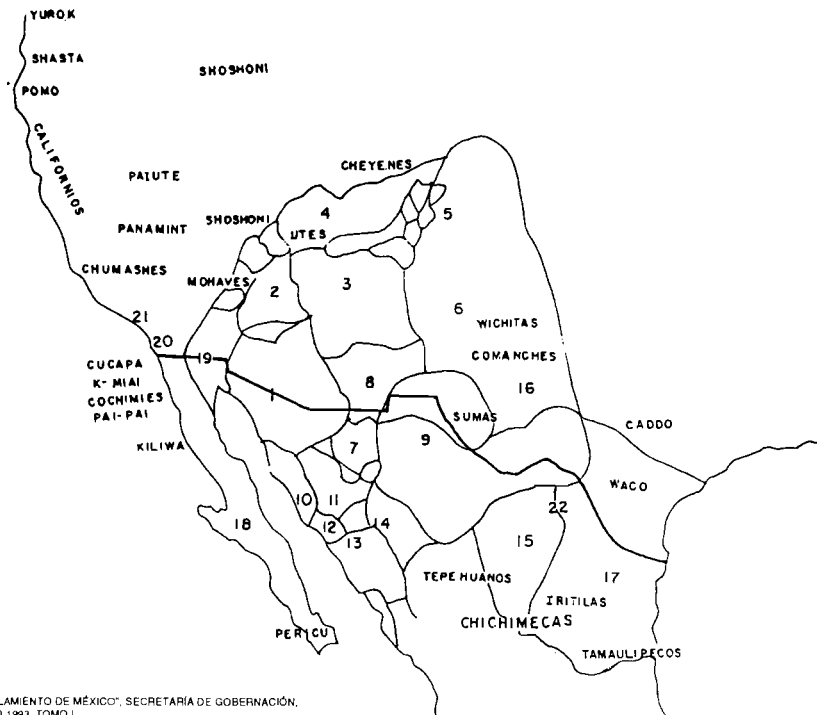 YUROK
SHASTA
SHOSHONI
POMO
CALIFORNIOS
CHEYENES
PAIUTE
4
5
SHOSHONI
PANAMINT
UTES
CHUMASHES
MOHAVES
2
3
21
6
WICHITAS
20
19
COMANCHES
CUCAPA
K-MIAI
COCHIMIES
PAI-PAI
1
8
16
SUMAS
CADDO
KILIWA
7
9
WACO
10
11
22
18
12
14
13
15
17
TEPEHUANOS
IRITILAS
CHICHIMECAS
PERICU
TAMAULIPECOS
LAMIENTO DE MÉXICO", SECRETARÍA DE GOBERNACIÓN,
1993, TOMO I